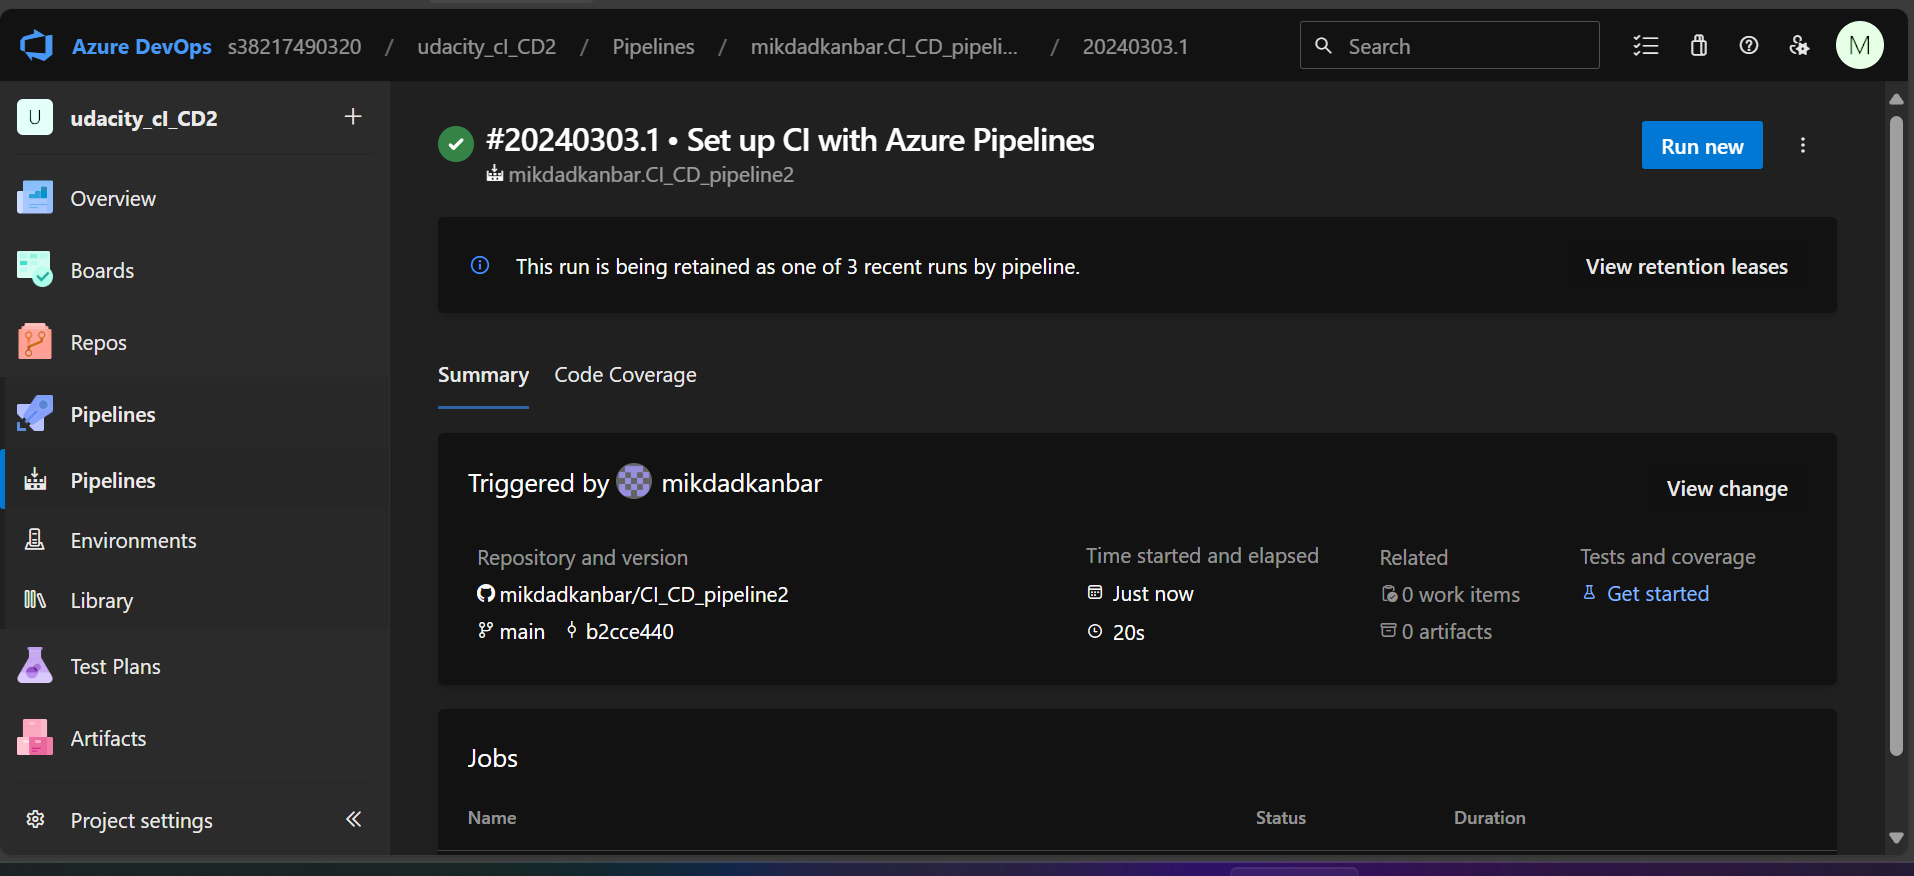 Azure DevOps s38217490320 / udacity_cI_CD2 / Pipelines / mikdadkanbar.CI_CD_pipeli... / 20240303.1
Search
M
U udacity_cI_CD2 +
Overview
Boards
Repos
Pipelines
Pipelines
Environments
Library
Test Plans
Artifacts
Project settings
#20240303.1 • Set up CI with Azure Pipelines
mikdadkanbar.CI_CD_pipeline2
Run new
This run is being retained as one of 3 recent runs by pipeline.
View retention leases
Summary Code Coverage
Triggered by mikdadkanbar
View change
Repository and version
mikdadkanbar/CI_CD_pipeline2
main b2cce440
Time started and elapsed
Just now
20s
Related
0 work items
0 artifacts
Tests and coverage
Get started
Jobs
Name Status Duration